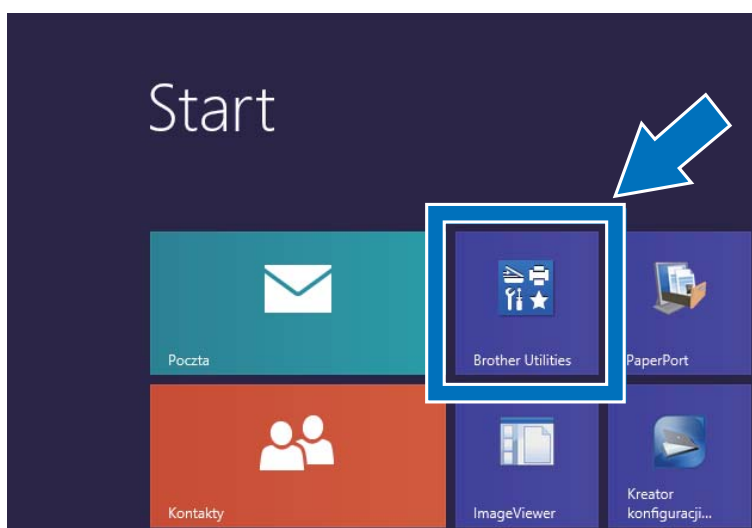 Start
Poczta
Brother Utilities
PaperPort
Kontakty
ImageViewer
Kreator
konfiguracji...